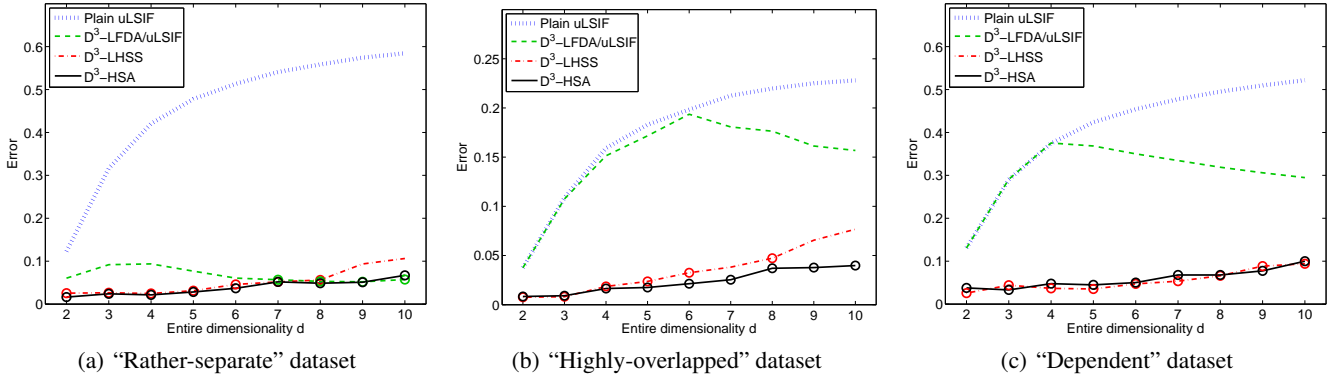 Plain uLSIF
D³–LFDA/uLSIF
D³–LHSS
D³–HSA
Error
0.6
0.5
0.4
0.3
0.2
0.1
0
2 3 4 5 6 7 8 9 10
Entire dimensionality d
(a) “Rather-separate” dataset
Plain uLSIF
D³–LFDA/uLSIF
D³–LHSS
D³–HSA
Error
0.25
0.2
0.15
0.1
0.05
0
2 3 4 5 6 7 8 9 10
Entire dimensionality d
(b) “Highly-overlapped” dataset
Plain uLSIF
D³–LFDA/uLSIF
D³–LHSS
D³–HSA
Error
0.6
0.5
0.4
0.3
0.2
0.1
0
2 3 4 5 6 7 8 9 10
Entire dimensionality d
(c) “Dependent” dataset